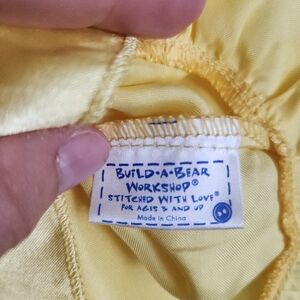 BUILD-A-BEAR
WORKSHOP®
STITCHED WITH LOVE®
FOR AGES 3 AND UP
Made in China